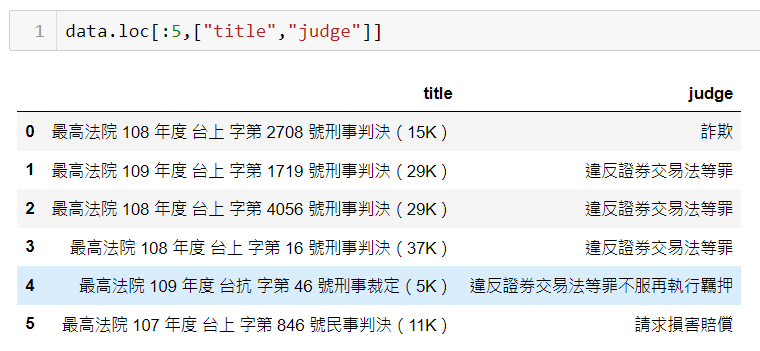 1 data.loc[:5,["title","judge"]]
title judge
0 最高法院 108 年度 台上 字第 2708 號刑事判決 ( 15K ) 詐欺
1 最高法院 109 年度 台上 字第 1719 號刑事判決 ( 29K ) 違反證券交易法等罪
2 最高法院 108 年度 台上 字第 4056 號刑事判決 ( 29K ) 違反證券交易法等罪
3 最高法院 108 年度 台上 字第 16 號刑事判決 ( 37K ) 違反證券交易法等罪
4 最高法院 109 年度 台抗 字第 46 號刑事裁定 ( 5K ) 違反證券交易法等罪不服再執行羈押
5 最高法院 107 年度 台上 字第 846 號民事判決 ( 11K ) 請求損害賠償